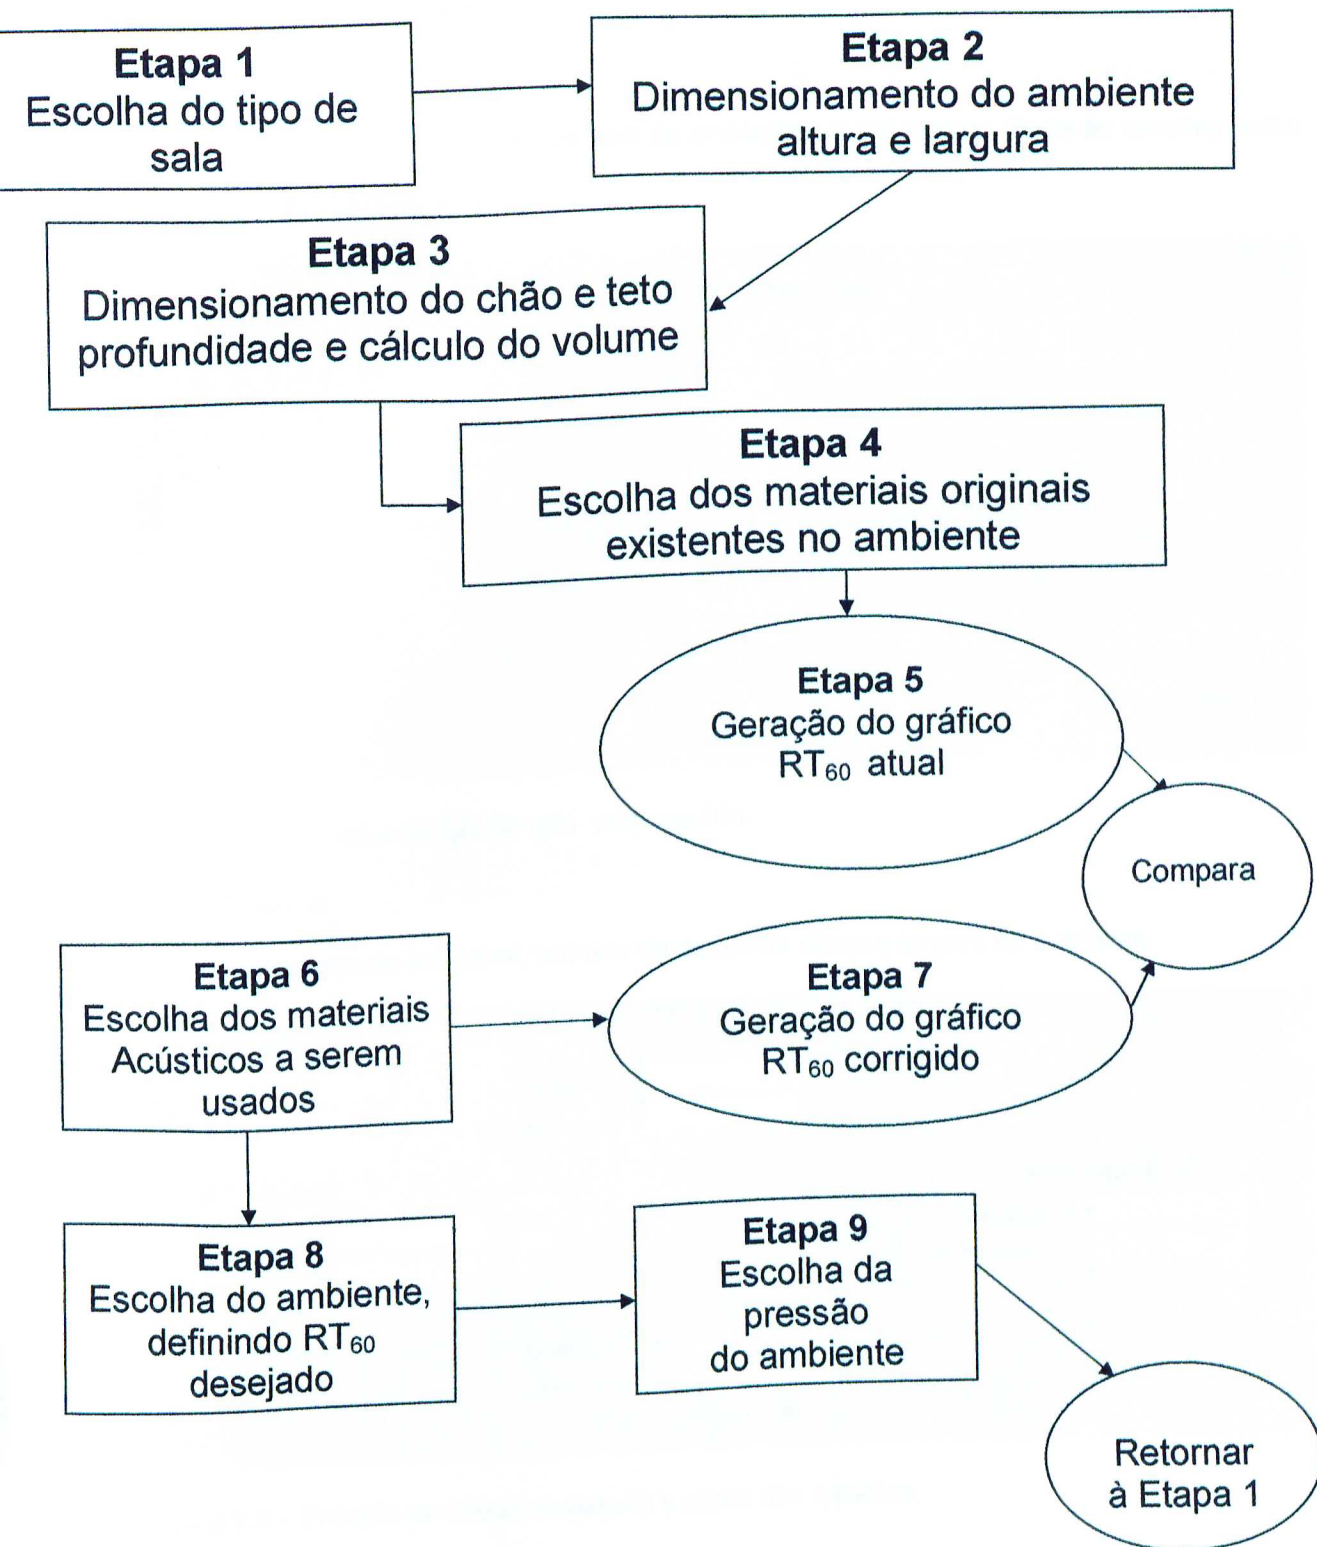 Etapa 1
Escolha do tipo de
sala
Etapa 2
Dimensionamento do ambiente
altura e largura
Etapa 3
Dimensionamento do chão e teto
profundidade e cálculo do volume
Etapa 4
Escolha dos materiais originais
existentes no ambiente
Etapa 5
Geração do gráfico
RT₆₀ atual
Compara
Etapa 6
Escolha dos materiais
Acústicos a serem
usados
Etapa 7
Geração do gráfico
RT₆₀ corrigido
Etapa 8
Escolha do ambiente,
definindo RT₆₀
desejado
Etapa 9
Escolha da
pressão
do ambiente
Retornar
à Etapa 1